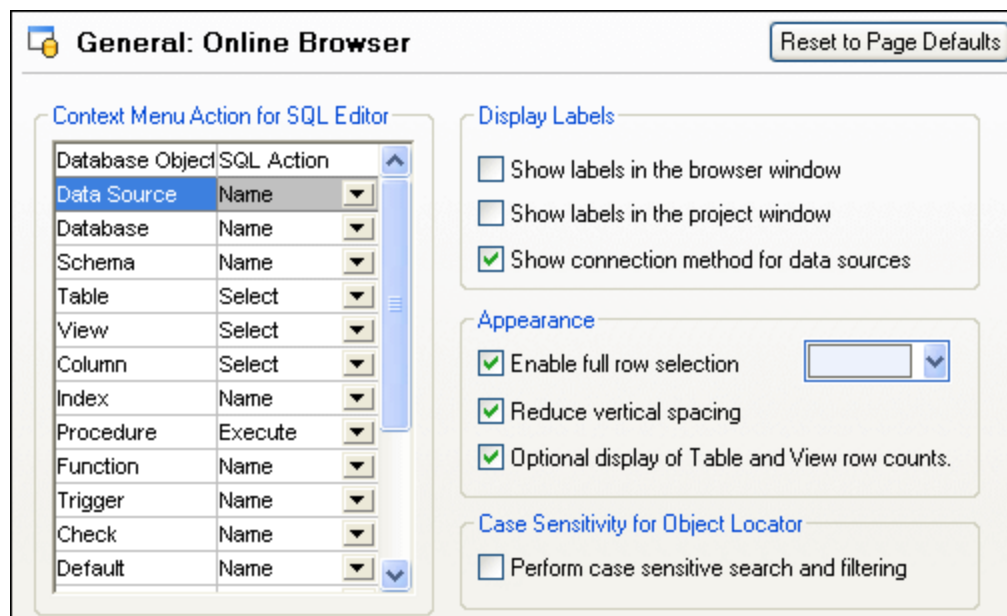 General: Online Browser
Reset to Page Defaults
Context Menu Action for SQL Editor
Database Object SQL Action
Data Source Name
Database Name
Schema Name
Table Select
View Select
Column Select
Index Name
Procedure Execute
Function Name
Trigger Name
Check Name
Default Name
Display Labels
Show labels in the browser window
Show labels in the project window
Show connection method for data sources
Appearance
Enable full row selection
Reduce vertical spacing
Optional display of Table and View row counts.
Case Sensitivity for Object Locator
Perform case sensitive search and filtering